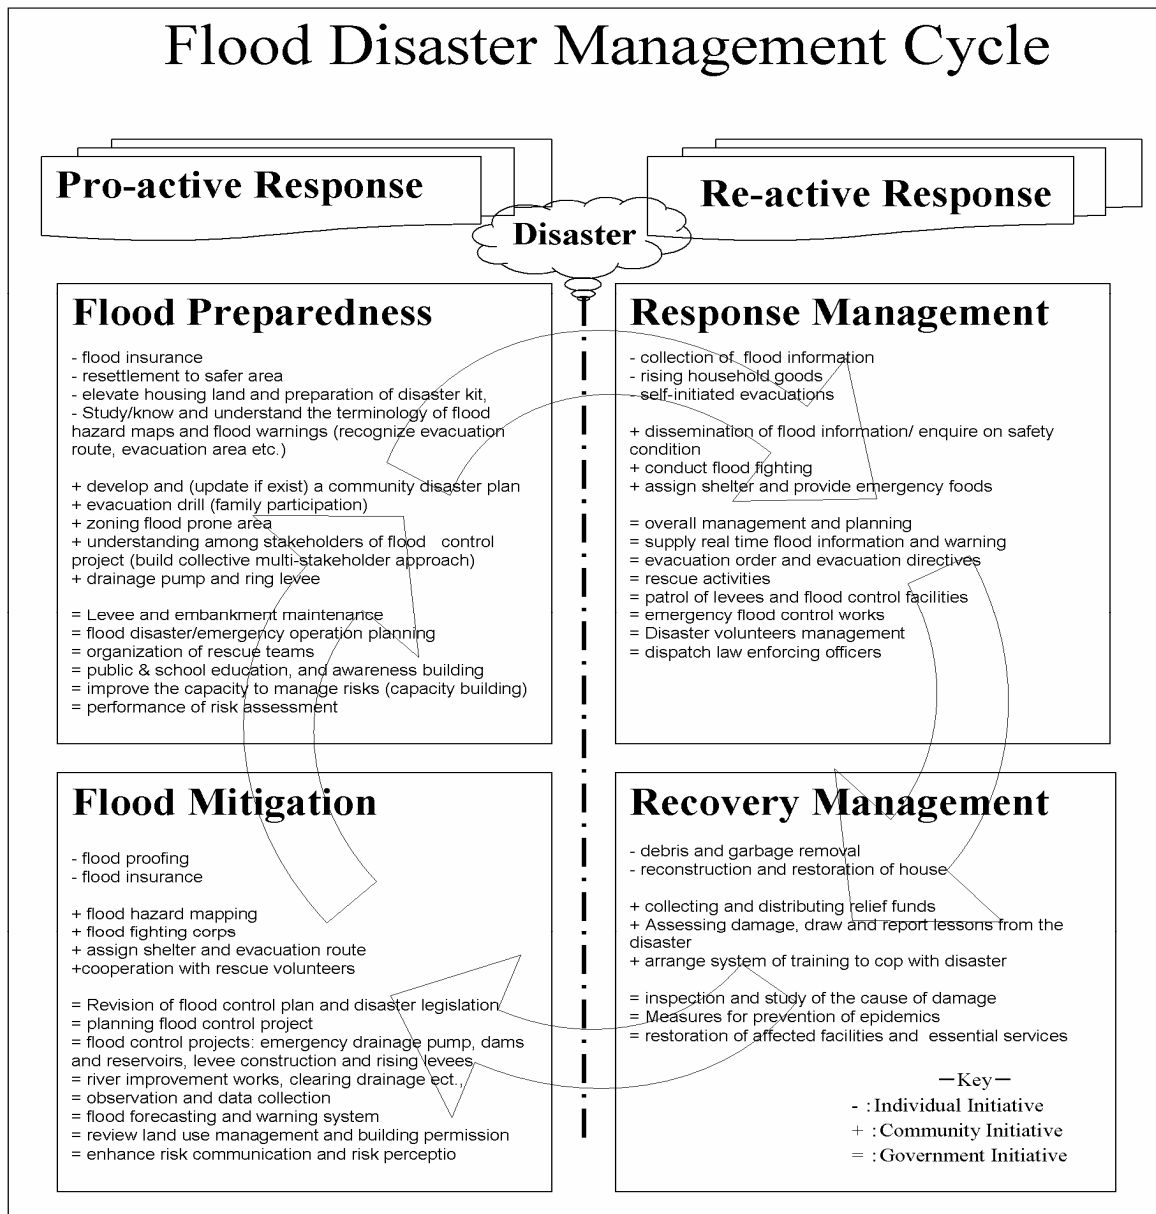 Flood Disaster Management Cycle
Pro-active Response
Re-active Response
Disaster
Flood Preparedness
- flood insurance
- resettlement to safer area
- elevate housing land and preparation of disaster kit,
- Study/know and understand the terminology of flood
hazard maps and flood warnings (recognize evacuation
route, evacuation area etc.)
+ develop and (update if exist) a community disaster plan
+ evacuation drill (family participation)
+ zoning flood prone area
+ understanding among stakeholders of flood control
project (build collective multi-stakeholder approach)
+ drainage pump and ring levee
= Levee and embankment maintenance
= flood disaster/emergency operation planning
= organization of rescue teams
= public & school education, and awareness building
= improve the capacity to manage risks (capacity building)
= performance of risk assessment
Response Management
- collection of flood information
- rising household goods
- self-initiated evacuations
+ dissemination of flood information/ enquire on safety
condition
+ conduct flood fighting
+ assign shelter and provide emergency foods
= overall management and planning
= supply real time flood information and warning
= evacuation order and evacuation directives
= rescue activities
= patrol of levees and flood control facilities
= emergency flood control works
= Disaster volunteers management
= dispatch law enforcing officers
Flood Mitigation
- flood proofing
- flood insurance
+ flood hazard mapping
+ flood fighting corps
+ assign shelter and evacuation route
+cooperation with rescue volunteers
= Revision of flood control plan and disaster legislation
= planning flood control project
= flood control projects: emergency drainage pump, dams
and reservoirs, levee construction and rising levees
= river improvement works, clearing drainage ect.,
= observation and data collection
= flood forecasting and warning system
= review land use management and building permission
= enhance risk communication and risk perceptio
Recovery Management
- debris and garbage removal
- reconstruction and restoration of house
+ collecting and distributing relief funds
+ Assessing damage, draw and report lessons from the
disaster
+ arrange system of training to cop with disaster
= inspection and study of the cause of damage
= Measures for prevention of epidemics
= restoration of affected facilities and essential services
—Key—
- : Individual Initiative
+ : Community Initiative
= : Government Initiative